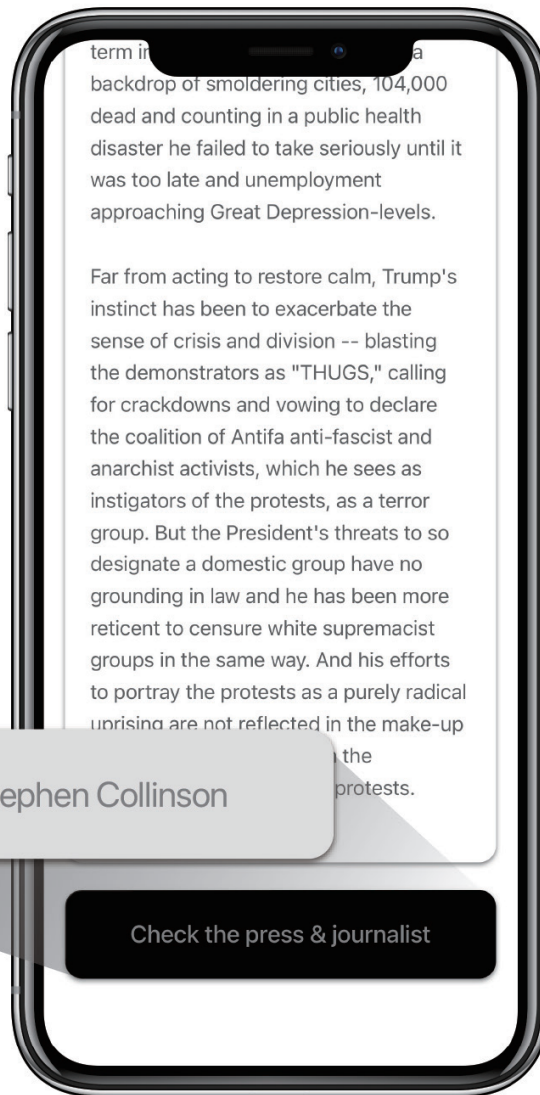 term in a
backdrop of smoldering cities, 104,000
dead and counting in a public health
disaster he failed to take seriously until it
was too late and unemployment
approaching Great Depression-levels.
Far from acting to restore calm, Trump's
instinct has been to exacerbate the
sense of crisis and division -- blasting
the demonstrators as "THUGS," calling
for crackdowns and vowing to declare
the coalition of Antifa anti-fascist and
anarchist activists, which he sees as
instigators of the protests, as a terror
group. But the President's threats to so
designate a domestic group have no
grounding in law and he has been more
reticent to censure white supremacist
groups in the same way. And his efforts
to portray the protests as a purely radical
uprising are not reflected in the make-up
the
protests.
ephen Collinson
Check the press & journalist